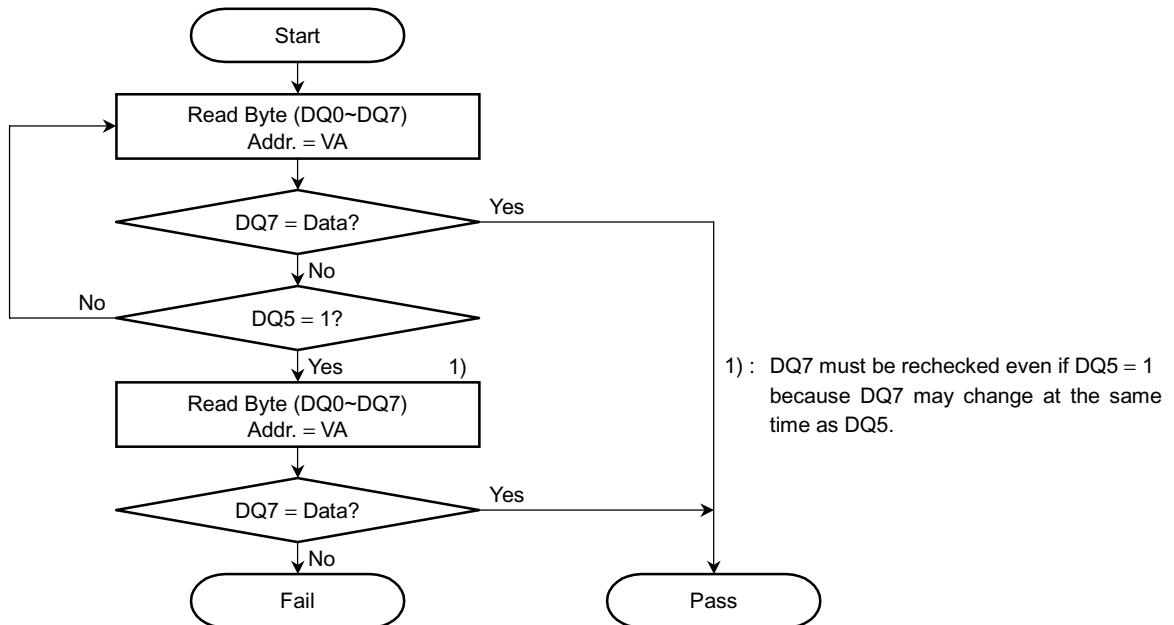 Start
Read Byte (DQ0~DQ7)
Addr. = VA
DQ7 = Data?
Yes
No
No
DQ5 = 1?
Yes
1)
Read Byte (DQ0~DQ7)
Addr. = VA
1) : DQ7 must be rechecked even if DQ5 = 1
because DQ7 may change at the same
time as DQ5.
DQ7 = Data?
Yes
No
Fail
Pass